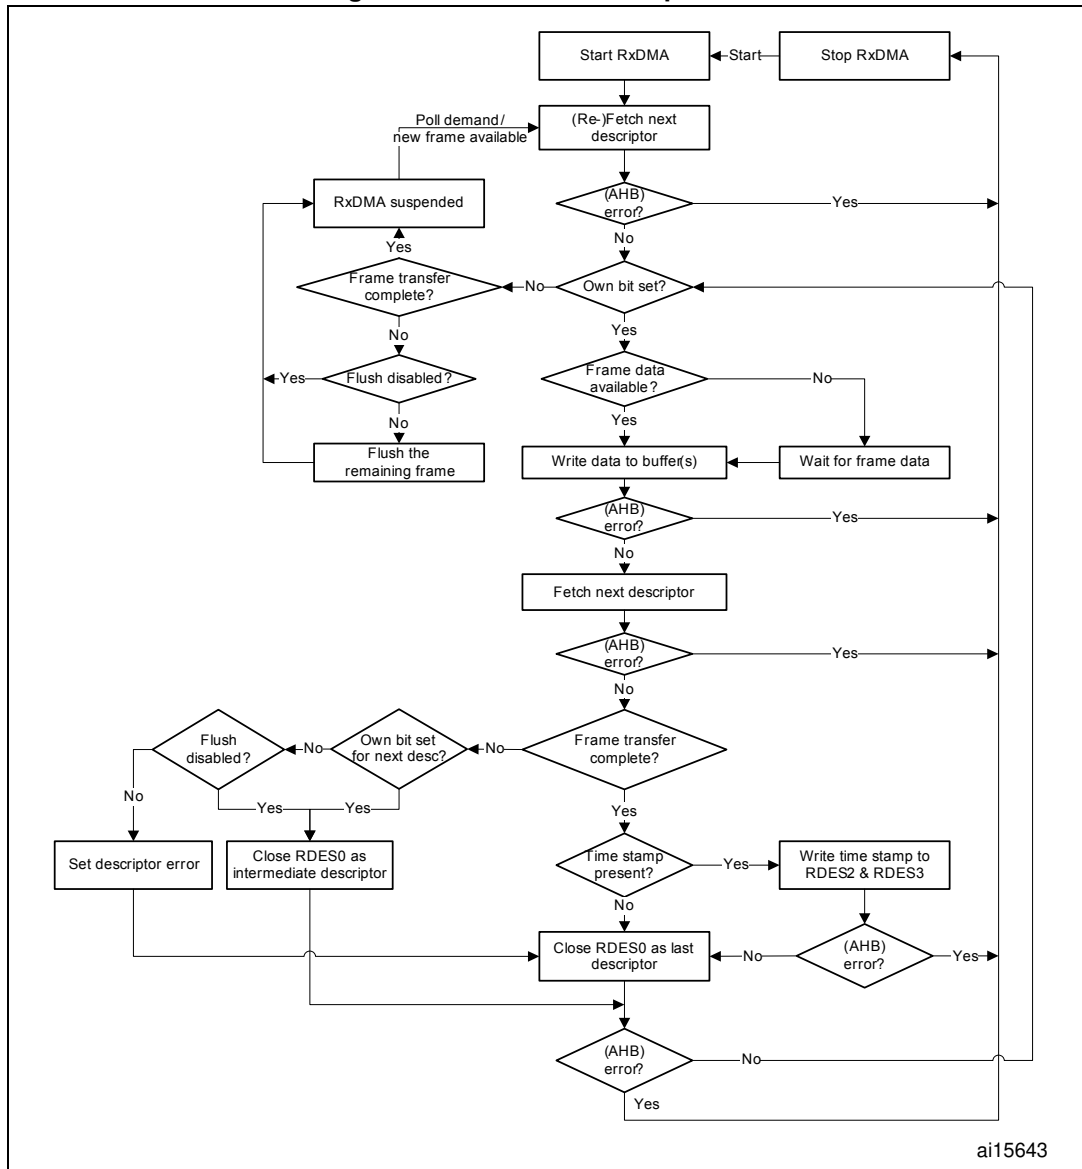 Start RxDMA
Start
Stop RxDMA
Poll demand/
new frame available
(Re-)Fetch next
descriptor
RxDMA suspended
(AHB)
error?
Yes
No
Yes
Frame transfer
complete?
No
Own bit set?
No
Yes
Yes
Flush disabled?
Frame data
available?
No
No
Yes
Flush the
remaining frame
Write data to buffer(s)
Wait for frame data
(AHB)
error?
Yes
No
Fetch next descriptor
(AHB)
error?
Yes
No
Flush
disabled?
No
Own bit set
for next desc?
No
Frame transfer
complete?
No
Yes
Yes
Yes
Set descriptor error
Close RDES0 as
intermediate descriptor
Time stamp
present?
Yes
Write time stamp to
RDES2 & RDES3
No
Close RDES0 as last
descriptor
No
(AHB)
error?
Yes
(AHB)
error?
No
Yes
ai15643